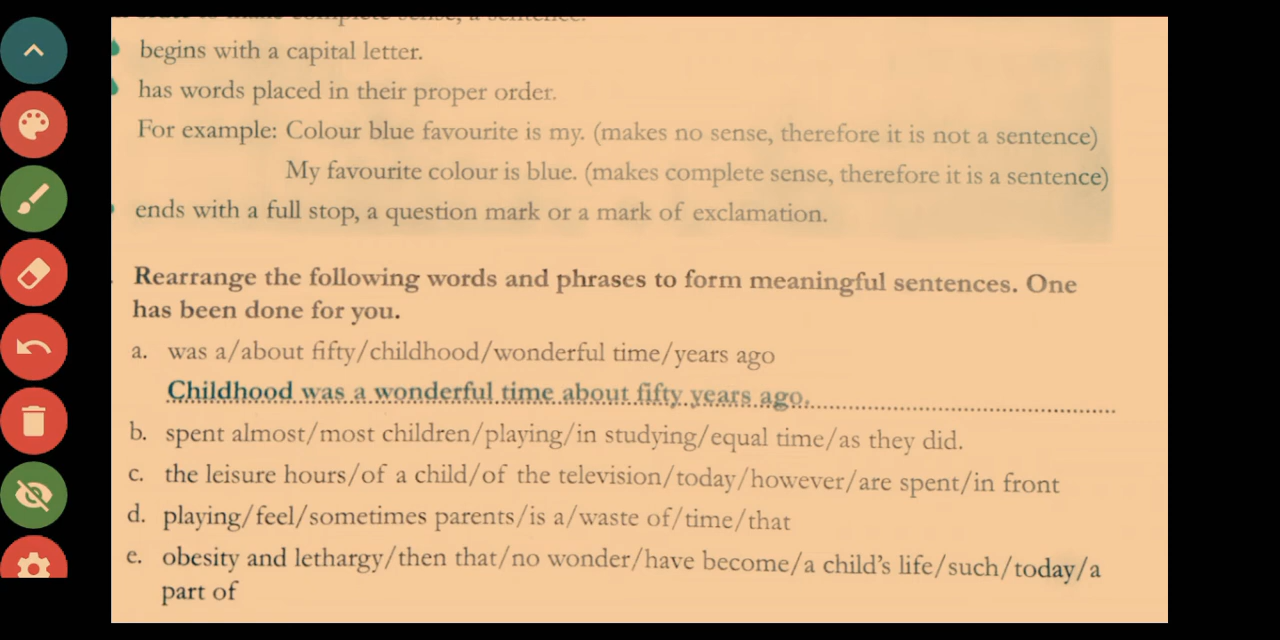 order to make complete sense, a sentence:
begins with a capital letter.
has words placed in their proper order.
For example: Colour blue favourite is my. (makes no sense, therefore it is not a sentence)
My favourite colour is blue. (makes complete sense, therefore it is a sentence)
ends with a full stop, a question mark or a mark of exclamation.
Rearrange the following words and phrases to form meaningful sentences. One
has been done for you.
a. was a/about fifty/childhood/wonderful time/years ago
Childhood was a wonderful time about fifty years ago.
b. spent almost/most children/playing/in studying/equal time/as they did.
c. the leisure hours/of a child/of the television/today/however/are spent/in front
d. playing/feel/sometimes parents/is a/waste of/time/that
e. obesity and lethargy/then that/no wonder/have become/a child's life/such/today/a
part of